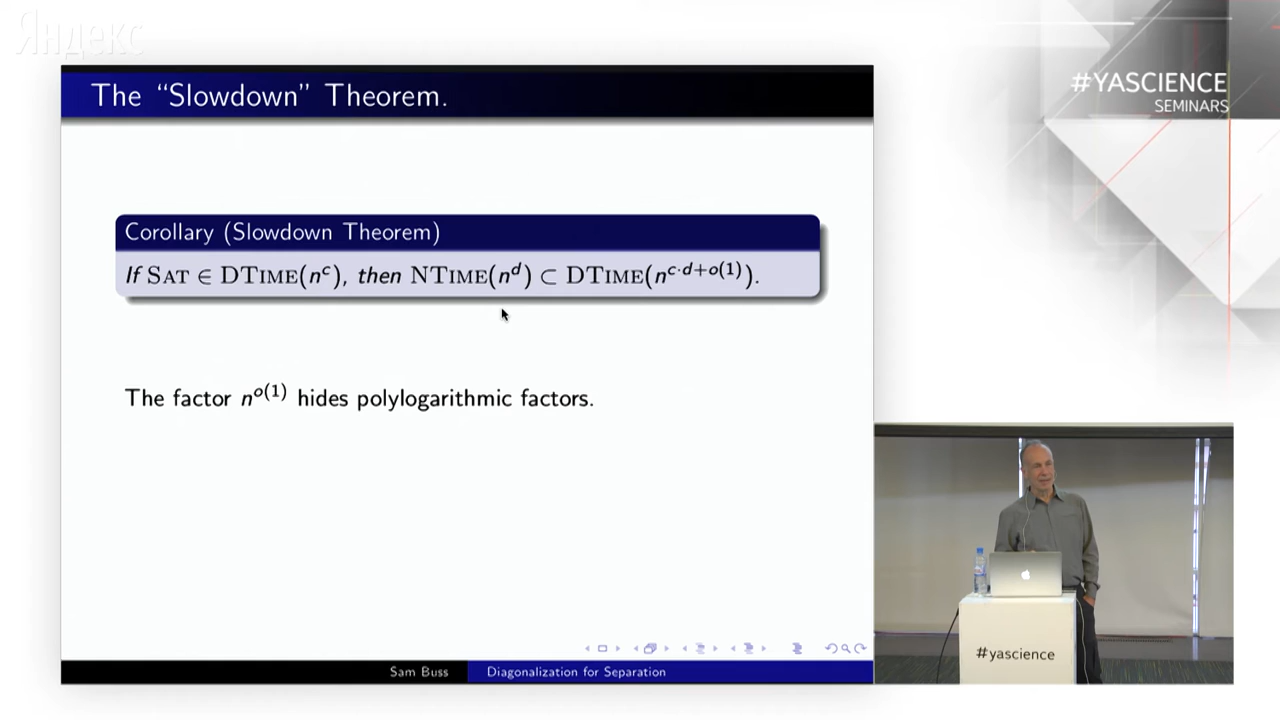 Яндекс
#YASCIENCE
SEMINARS
The “Slowdown” Theorem.
Corollary (Slowdown Theorem)
If SAT ∈ DTIME(n^c), then NTIME(n^d) ⊂ DTIME(n^{c·d+o(1)}).
The factor n^{o(1)} hides polylogarithmic factors.
Sam Buss
Diagonalization for Separation
#yascience